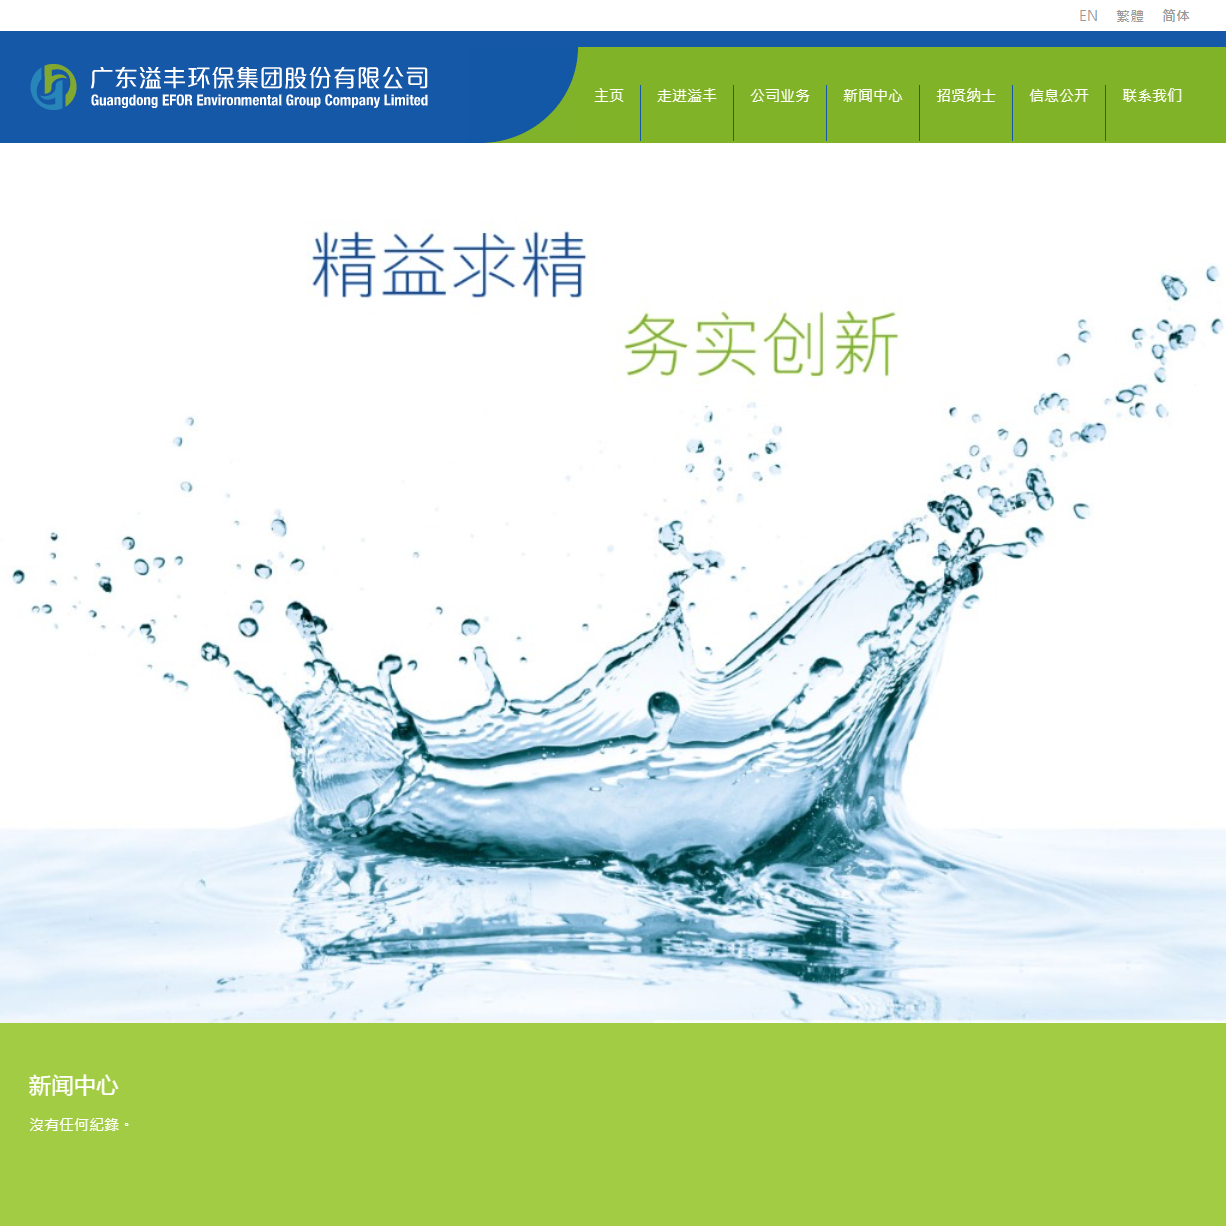 EN 繁體 简体
广东溢丰环保集团股份有限公司
Guangdong EFOR Environmental Group Company Limited
主页 走进溢丰 公司业务 新闻中心 招贤纳士 信息公开 联系我们
精益求精
务实创新
新闻中心
沒有任何紀錄。